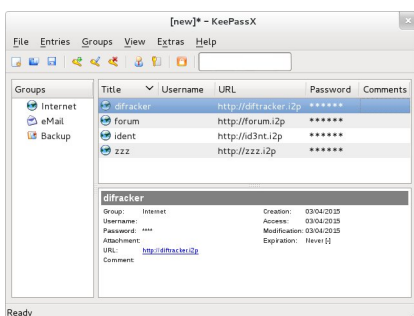 [new]* – KeePassX
File Entries Groups View Extras Help
Groups
Internet
eMail
Backup
Title Username URL Password Comments
difracker http://diftracker.i2p ******
forum http://forum.i2p ******
ident http://id3nt.i2p ******
zzz http://zzz.i2p ******
difracker
Group: Internet Creation: 03/04/2015
Username: Access: 03/04/2015
Password: **** Modification: 03/04/2015
Attachment: Expiration: Never [-]
URL: http://diftracker.i2p
Comment:
Ready